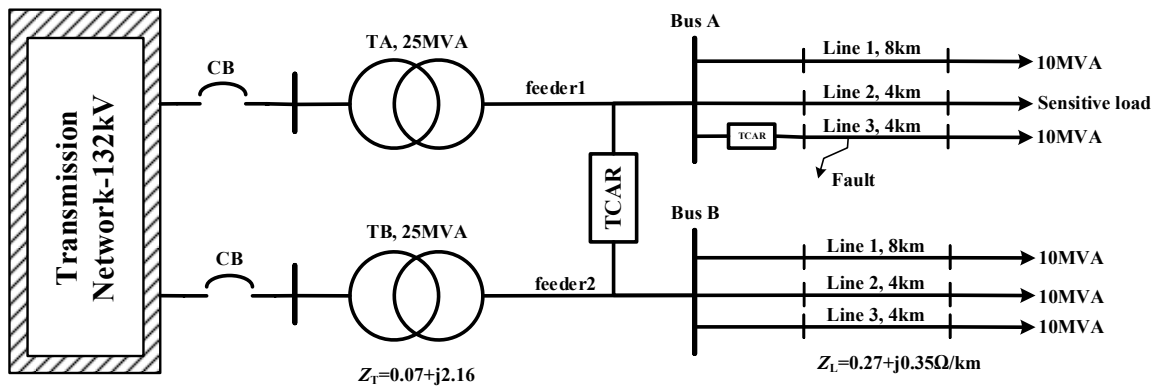 Transmission
Network-132kV
CB
TA, 25MVA
feeder1
Bus A
Line 1, 8km
10MVA
Line 2, 4km
Sensitive load
TCAR
Line 3, 4km
10MVA
Fault
TCAR
CB
TB, 25MVA
feeder2
Bus B
Line 1, 8km
10MVA
Line 2, 4km
10MVA
Line 3, 4km
10MVA
Z_T=0.07+j2.16
Z_L=0.27+j0.35Ω/km